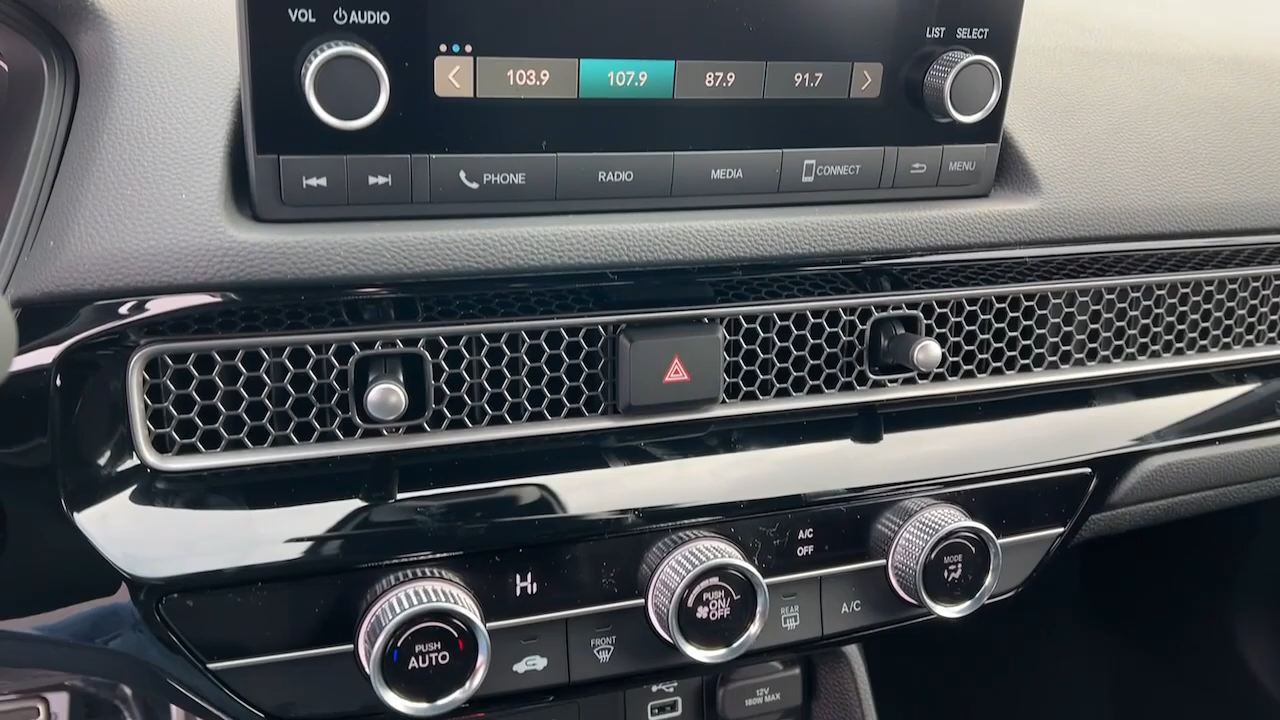 VOL AUDIO
LIST SELECT
103.9 107.9 87.9 91.7
PHONE RADIO MEDIA CONNECT MENU
A/C
OFF
MODE
Hi
PUSH
ON/
OFF
REAR
A/C
FRONT
PUSH
AUTO
12V
180W MAX